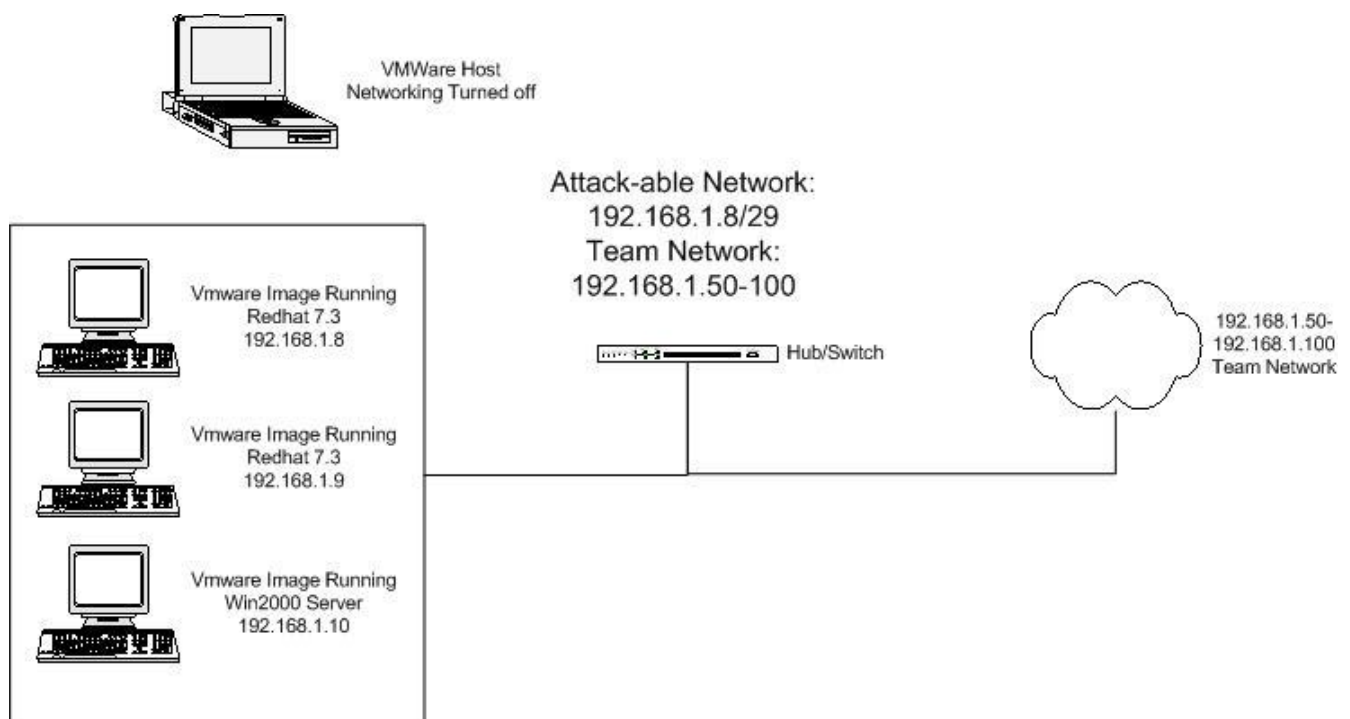 VMWare Host
Networking Turned off
Attack-able Network:
192.168.1.8/29
Team Network:
192.168.1.50-100
Vmware Image Running
Redhat 7.3
192.168.1.8
Hub/Switch
192.168.1.50-
192.168.1.100
Team Network
Vmware Image Running
Redhat 7.3
192.168.1.9
Vmware Image Running
Win2000 Server
192.168.1.10